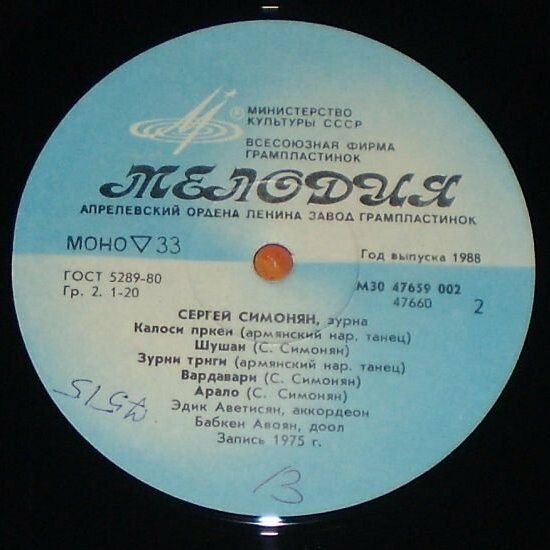 МИНИСТЕРСТВО
КУЛЬТУРЫ СССР
ВСЕСОЮЗНАЯ ФИРМА
ГРАМПЛАСТИНОК
МЕЛОДИЯ
АПРЕЛЕВСКИЙ ОРДЕНА ЛЕНИНА ЗАВОД ГРАМПЛАСТИНОК
МОНО ▽ 33
Год выпуска 1988
ГОСТ 5289-80
Гр. 2. 1-20
М30 47659 002
47660
2
СЕРГЕЙ СИМОНЯН, зурна
Калоси пркен (армянский нар. танец)
Шушан (С. Симонян)
Зурни трнги (армянский нар. танец)
Вардавари (С. Симонян)
Арало (С. Симонян)
Эдик Аветисян, аккордеон
Бабкен Авоян, доол
Запись 1975 г.
В